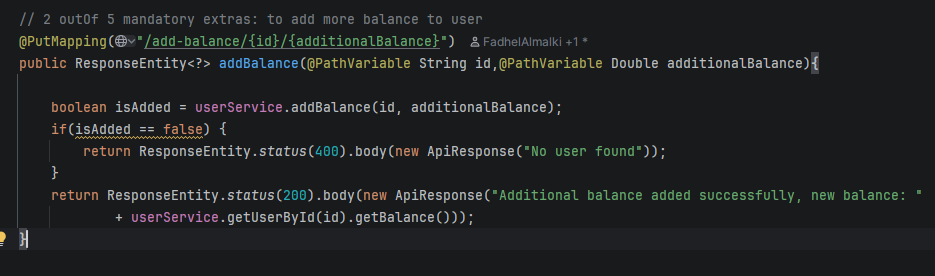 // 2 outOf 5 mandatory extras: to add more balance to user
@PutMapping("/add-balance/{id}/{additionalBalance}") FadhelAlmalki +1 *
public ResponseEntity<?> addBalance(@PathVariable String id,@PathVariable Double additionalBalance){
boolean isAdded = userService.addBalance(id, additionalBalance);
if(isAdded == false) {
return ResponseEntity.status(400).body(new ApiResponse("No user found"));
}
return ResponseEntity.status(200).body(new ApiResponse("Additional balance added successfully, new balance: "
+ userService.getUserById(id).getBalance()));
}